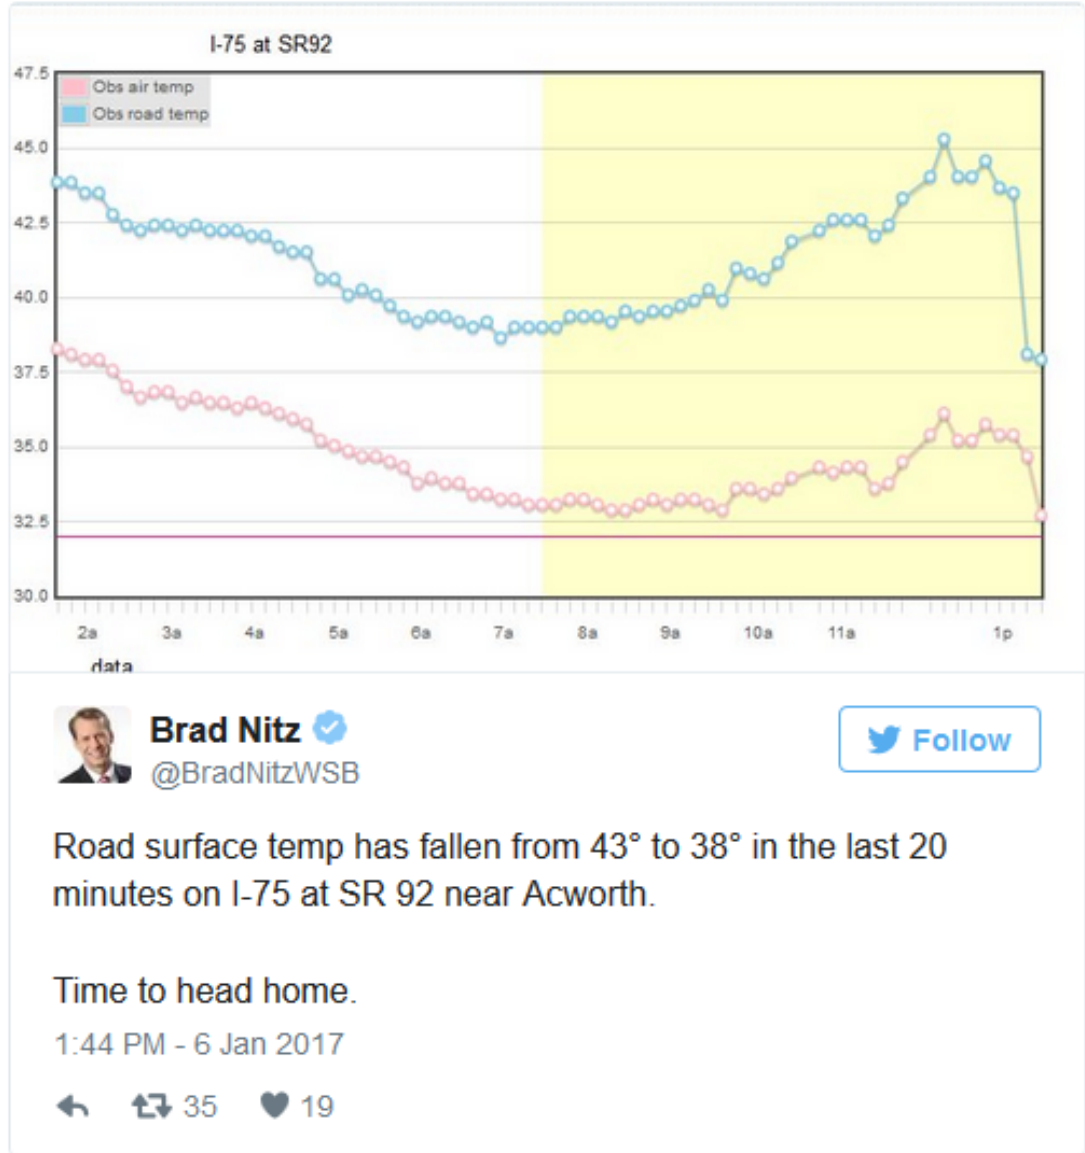 I-75 at SR92
47.5
Obs air temp
Obs road temp
45.0
42.5
40.0
37.5
35.0
32.5
30.0
2a 3a 4a 5a 6a 7a 8a 9a 10a 11a 1p
data
Brad Nitz
@BradNitzWSB
Follow
Road surface temp has fallen from 43° to 38° in the last 20
minutes on I-75 at SR 92 near Acworth.
Time to head home.
1:44 PM - 6 Jan 2017
35 19